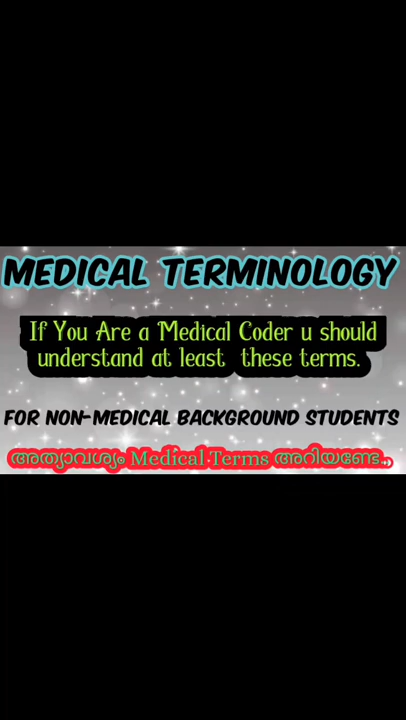 MEDICAL TERMINOLOGY
If You Are a Medical Coder u should
understand at least these terms.
FOR NON-MEDICAL BACKGROUND STUDENTS
അത്യാവശ്യം Medical Terms അറിയണ്ടേ..,